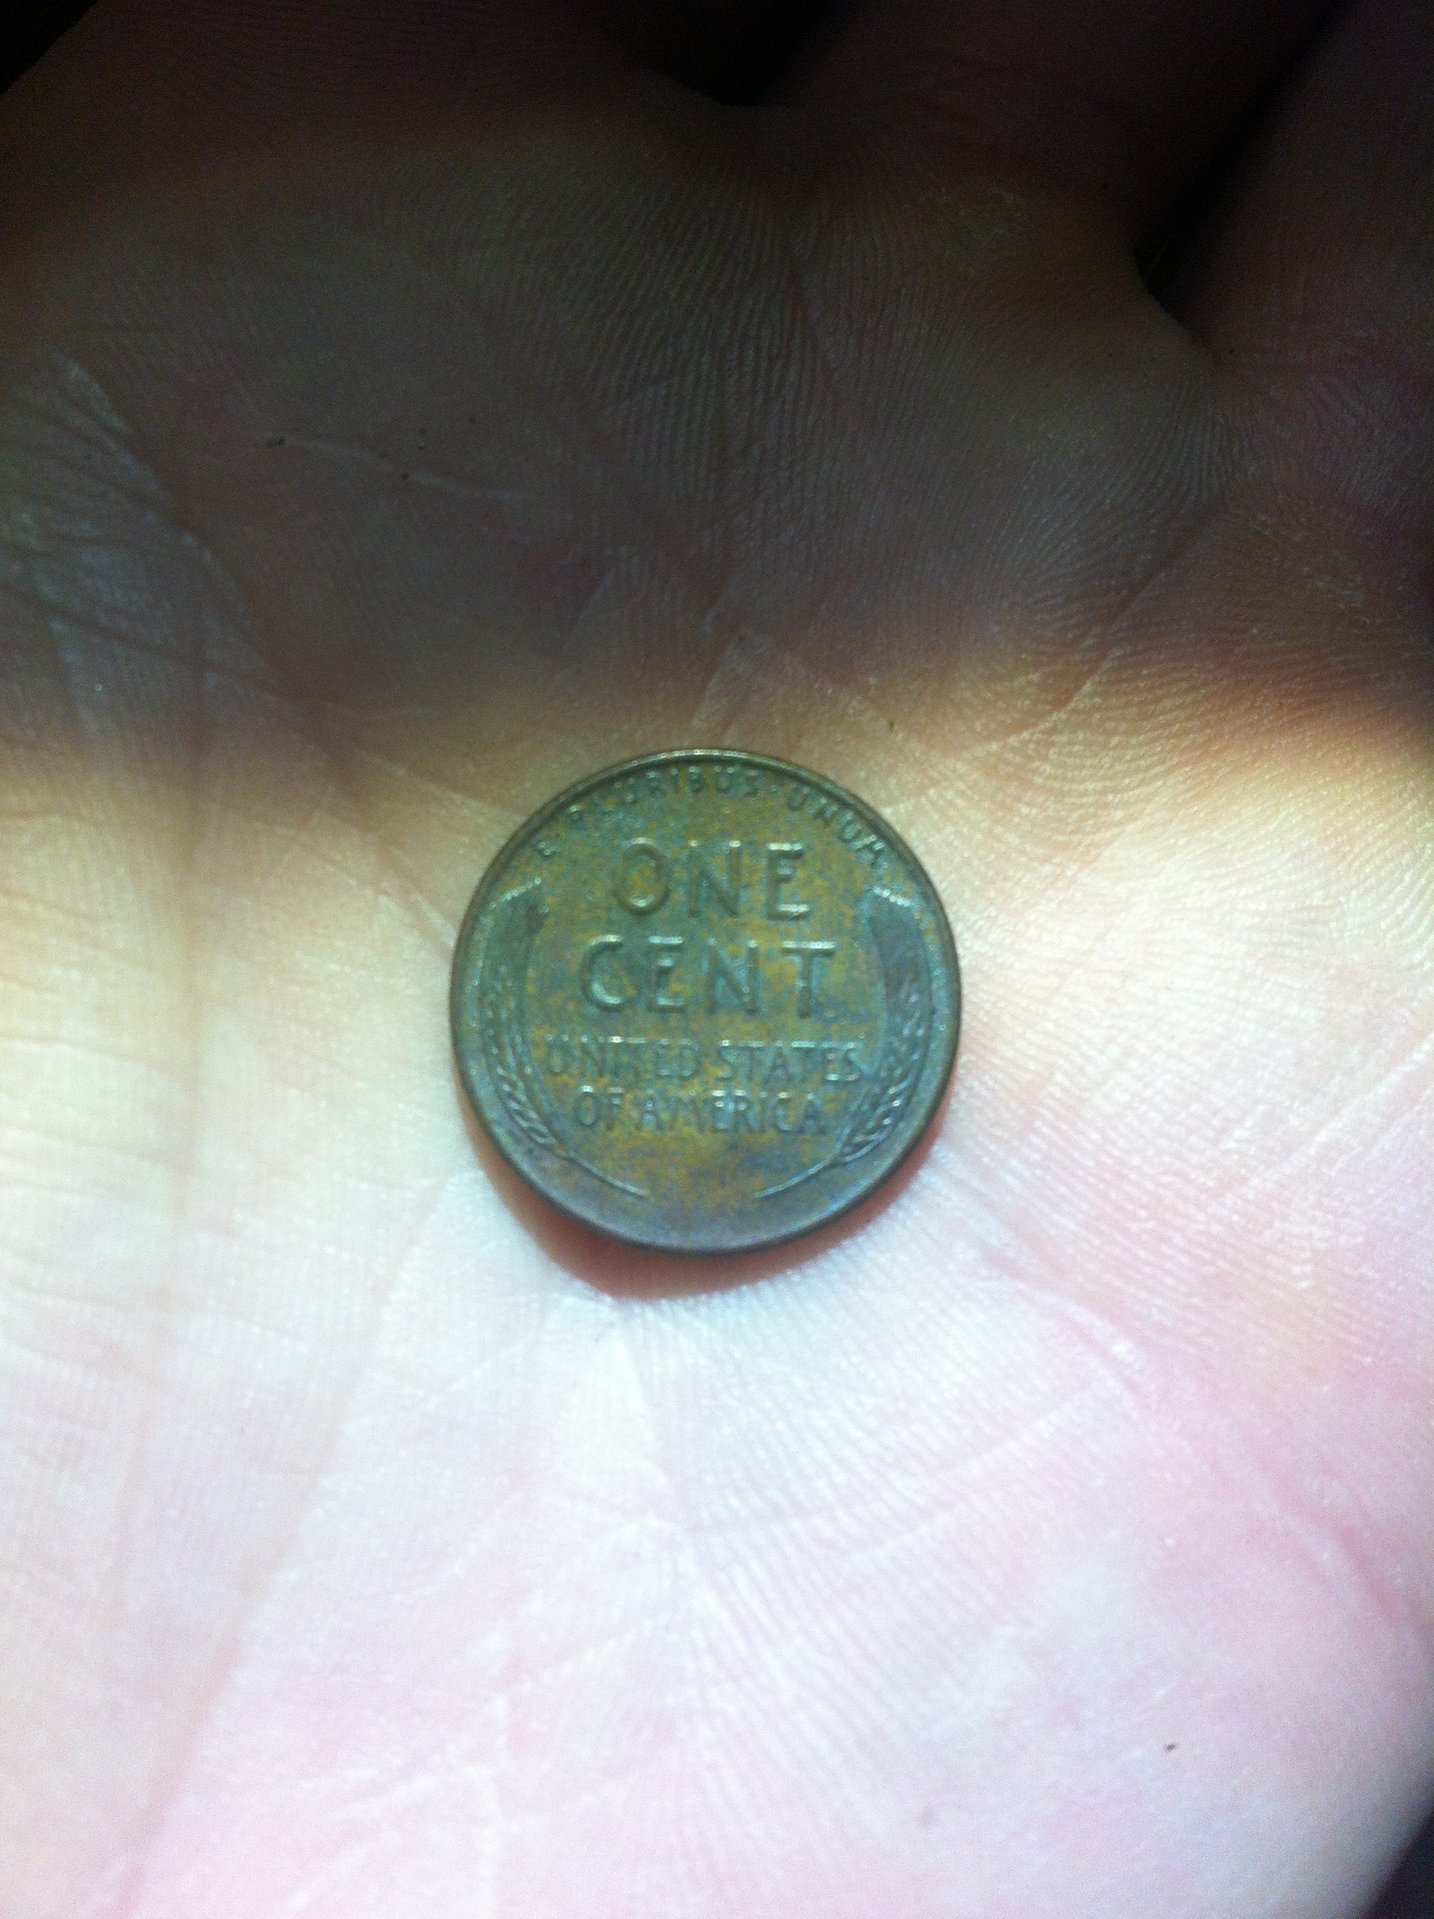 E·PLURIBUS·UNUM
ONE
CENT
UNITED STATES
OF AMERICA